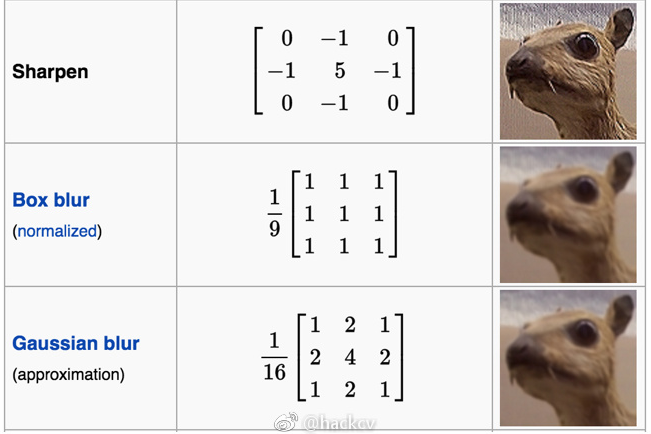 Sharpen
0 −1 0
−1 5 −1
0 −1 0
Box blur
(normalized)
1
9
1 1 1
1 1 1
1 1 1
Gaussian blur
(approximation)
1
16
1 2 1
2 4 2
1 2 1
@hackcv